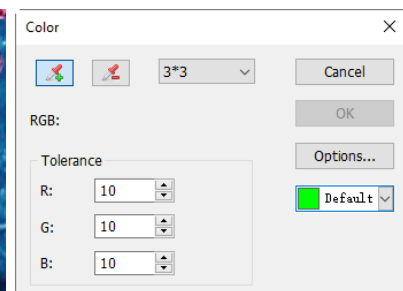 Color
3*3
Cancel
RGB:
OK
Tolerance
Options...
R: 10
Default
G: 10
B: 10